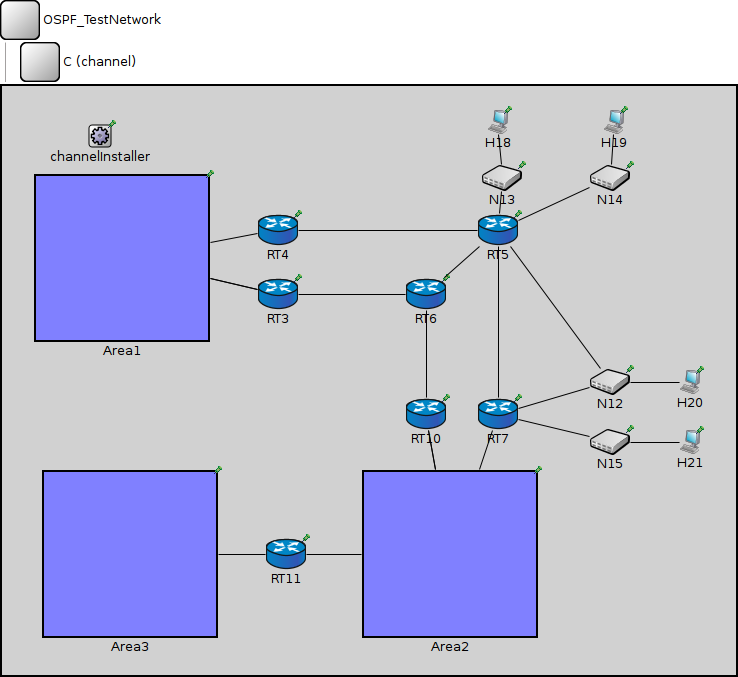 OSPF_TestNetwork
C (channel)
channelInstaller
H18
H19
N13
N14
RT4
RT5
RT3
RT6
Area1
N12
H20
RT10
RT7
N15
H21
RT11
Area3
Area2